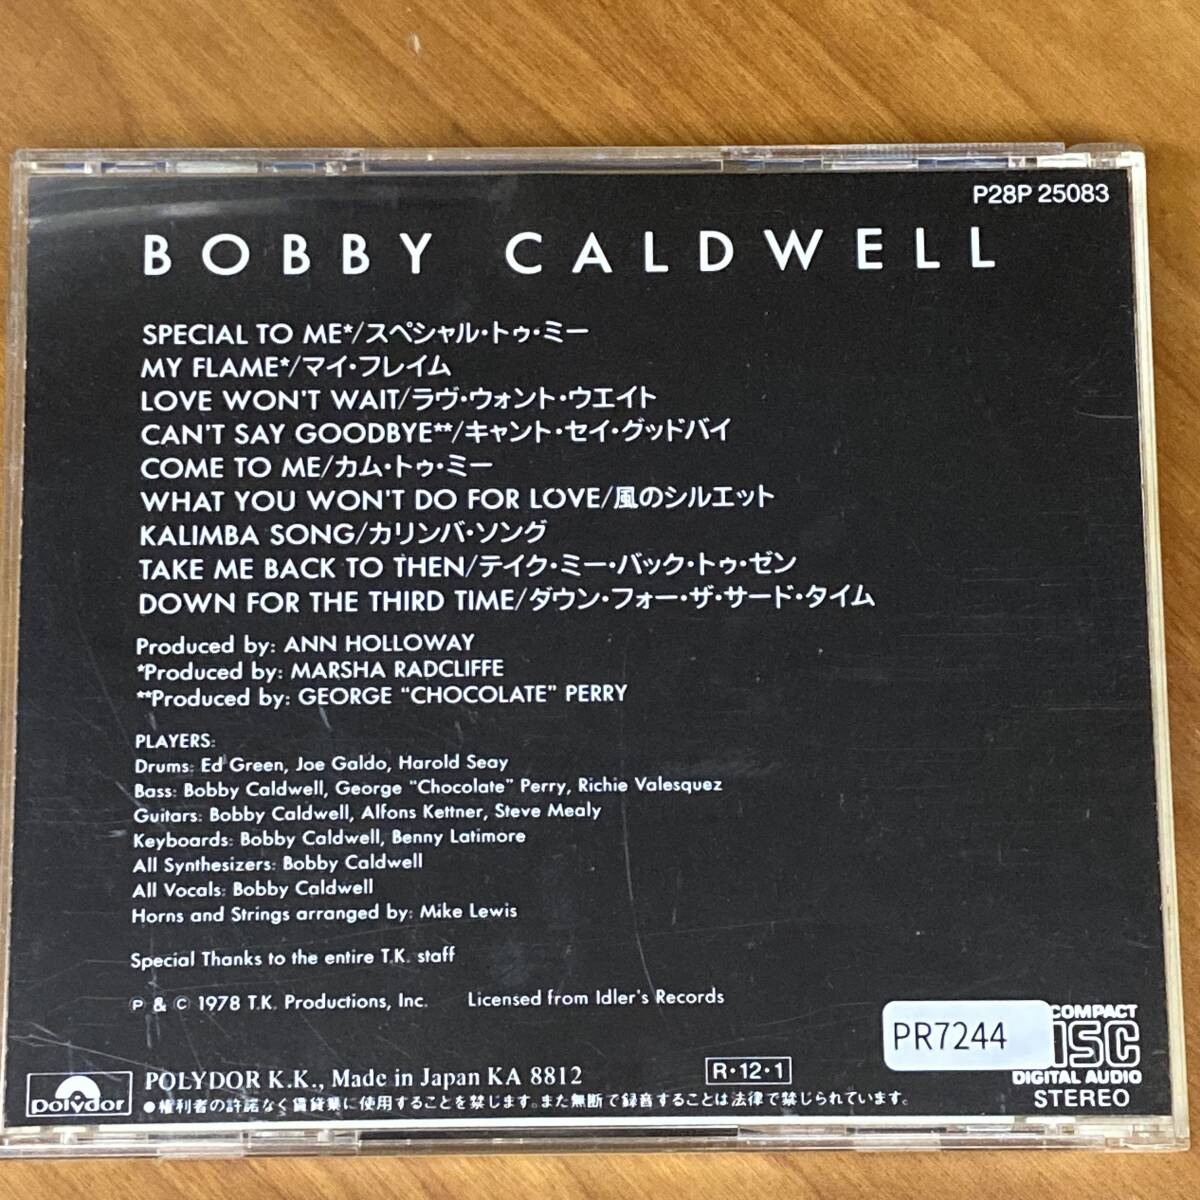 P28P 25083
BOBBY CALDWELL
SPECIAL TO ME*/スペシャル・トゥ・ミー
MY FLAME*/マイ・フレイム
LOVE WON'T WAIT/ラヴ・ウォント・ウエイト
CAN'T SAY GOODBYE**/キャント・セイ・グッドバイ
COME TO ME/カム・トゥ・ミー
WHAT YOU WON'T DO FOR LOVE/風のシルエット
KALIMBA SONG/カリンバ・ソング
TAKE ME BACK TO THEN/テイク・ミー・バック・トゥ・ゼン
DOWN FOR THE THIRD TIME/ダウン・フォー・ザ・サード・タイム
Produced by: ANN HOLLOWAY
*Produced by: MARSHA RADCLIFFE
**Produced by: GEORGE "CHOCOLATE" PERRY
PLAYERS:
Drums: Ed Green, Joe Galdo, Harold Seay
Bass: Bobby Caldwell, George "Chocolate" Perry, Richie Valesquez
Guitars: Bobby Caldwell, Alfons Kettner, Steve Mealy
Keyboards: Bobby Caldwell, Benny Latimore
All Synthesizers: Bobby Caldwell
All Vocals: Bobby Caldwell
Horns and Strings arranged by: Mike Lewis
Special Thanks to the entire T.K. staff
℗ & © 1978 T.K. Productions, Inc. Licensed from Idler's Records
PR7244
COMPACT
DISC
DIGITAL AUDIO
STEREO
polydor
POLYDOR K.K., Made in Japan KA 8812
R・12・1
●権利者の許諾なく賃貸業に使用することを禁じます。また無断で録音することは法律で禁じられています。